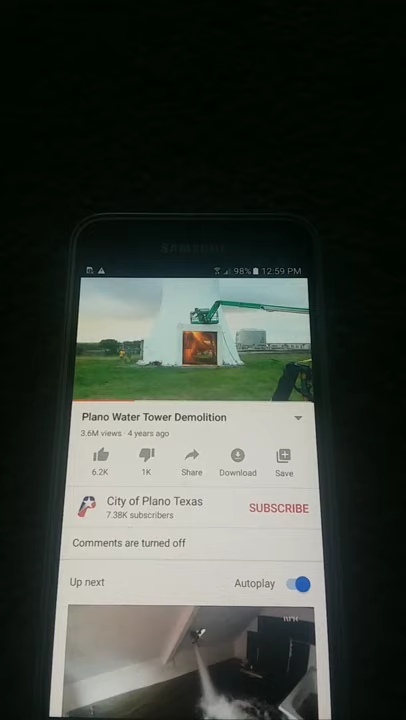 SAMSUNG
98% 12:59 PM
Plano Water Tower Demolition
3.6M views · 4 years ago
6.2K 1K Share Download Save
City of Plano Texas
7.38K subscribers
SUBSCRIBE
Comments are turned off
Up next Autoplay